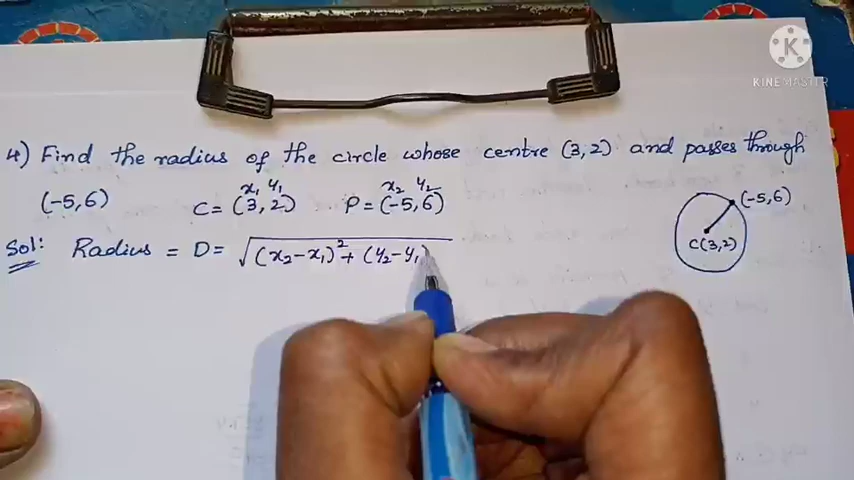 KINEMASTER
4) Find the radius of the circle whose centre (3,2) and passes through
(-5,6) C = (3,2) P = (-5,6)
x₁ y₁ x₂ y₂
(-5,6)
C(3,2)
Sol: Radius = D = √(x₂-x₁)² + (y₂-y₁)